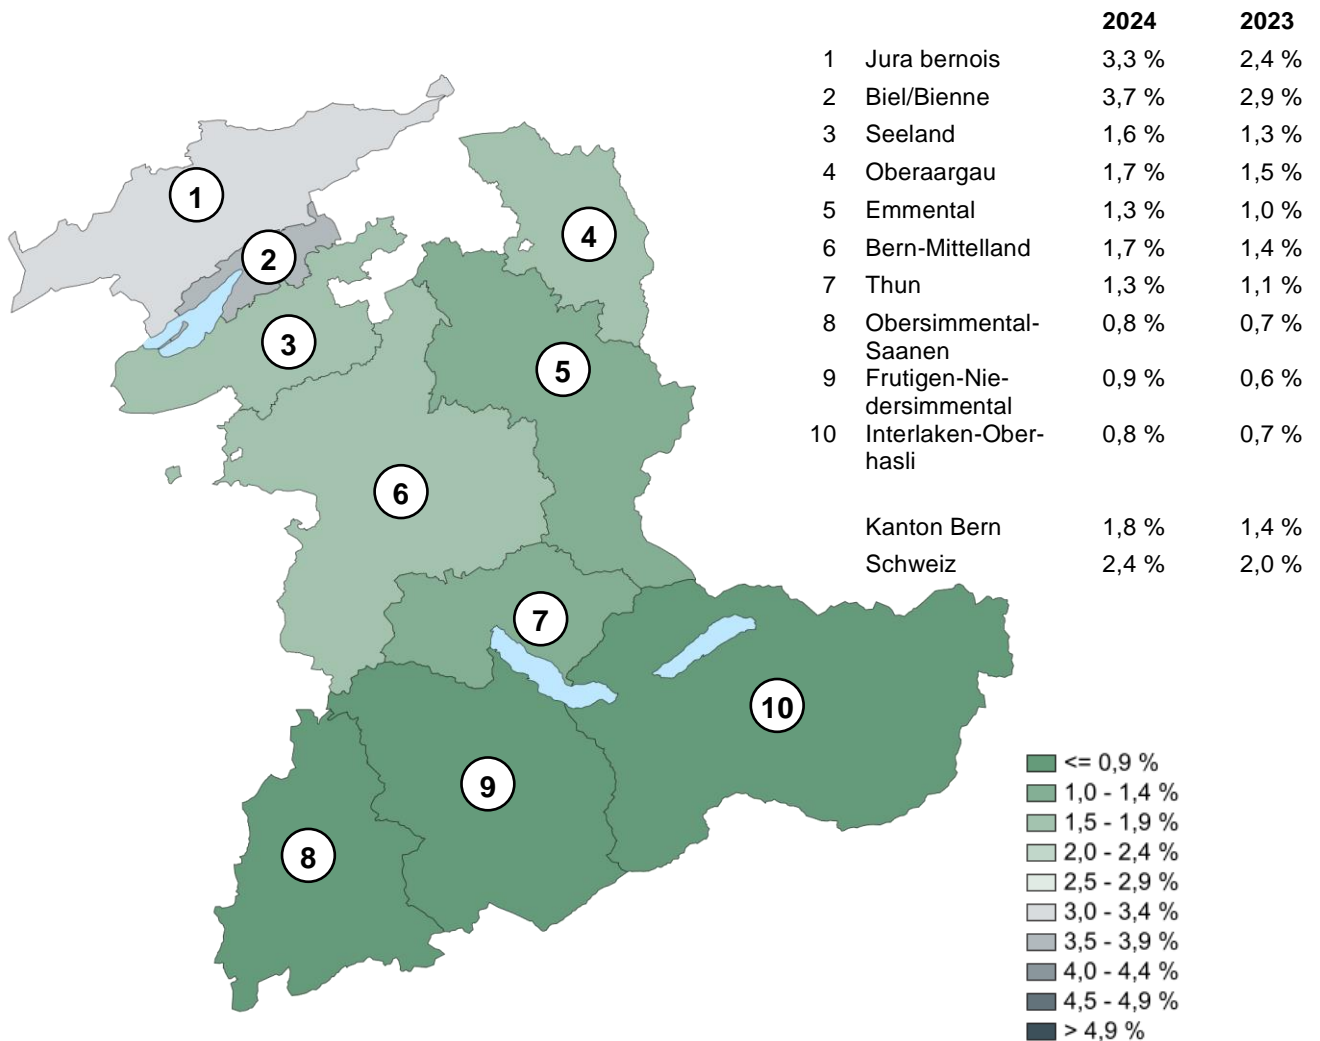 2024 2023
1 Jura bernois 3,3 % 2,4 %
2 Biel/Bienne 3,7 % 2,9 %
3 Seeland 1,6 % 1,3 %
4 Oberaargau 1,7 % 1,5 %
5 Emmental 1,3 % 1,0 %
6 Bern-Mittelland 1,7 % 1,4 %
7 Thun 1,3 % 1,1 %
8 Obersimmental- 0,8 % 0,7 %
Saanen
9 Frutigen-Nie- 0,9 % 0,6 %
dersimmental
10 Interlaken-Ober- 0,8 % 0,7 %
hasli
Kanton Bern 1,8 % 1,4 %
Schweiz 2,4 % 2,0 %
1
2
3
4
5
6
7
8
9
10
<= 0,9 %
1,0 - 1,4 %
1,5 - 1,9 %
2,0 - 2,4 %
2,5 - 2,9 %
3,0 - 3,4 %
3,5 - 3,9 %
4,0 - 4,4 %
4,5 - 4,9 %
> 4,9 %